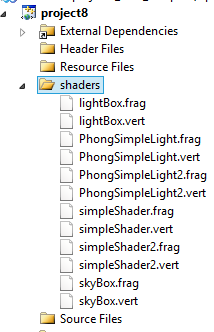 project8
External Dependencies
Header Files
Resource Files
shaders
lightBox.frag
lightBox.vert
PhongSimpleLight.frag
PhongSimpleLight.vert
PhongSimpleLight2.frag
PhongSimpleLight2.vert
simpleShader.frag
simpleShader.vert
simpleShader2.frag
simpleShader2.vert
skyBox.frag
skyBox.vert
Source Files